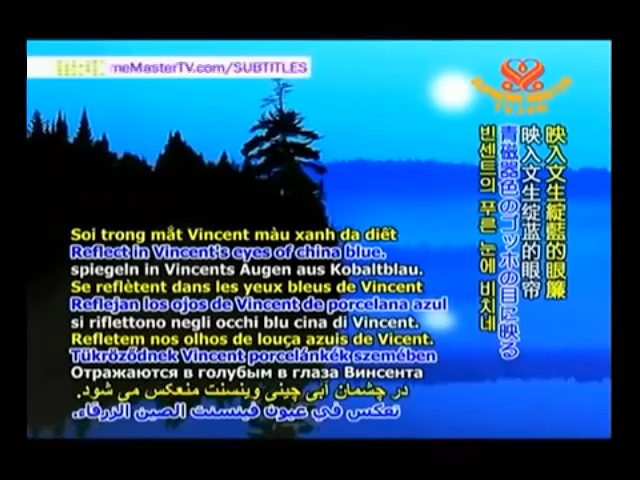 meMasterTV.com/SUBTITLES
SUPREME MASTER
TV.COM
映入文生綻藍的眼簾
映入文生绽蓝的眼帘
青磁器色のゴッホの目に映る
빈센트의 푸른 눈에 비치네
Soi trong mắt Vincent màu xanh da diết
Reflect in Vincent's eyes of china blue.
spiegeln in Vincents Augen aus Kobaltblau.
Se reflètent dans les yeux bleus de Vincent
Reflejan los ojos de Vincent de porcelana azul
si riflettono negli occhi blu cina di Vincent.
Refletem nos olhos de louça azuis de Vicent.
Tükröződnek Vincent porcelánkék szemében
Отражаются в голубым в глаза Винсента
در چشمان آبی چینی وینسنت منعکس می شود.
تعكس في عيون فينسنت الصين الزرقاء.